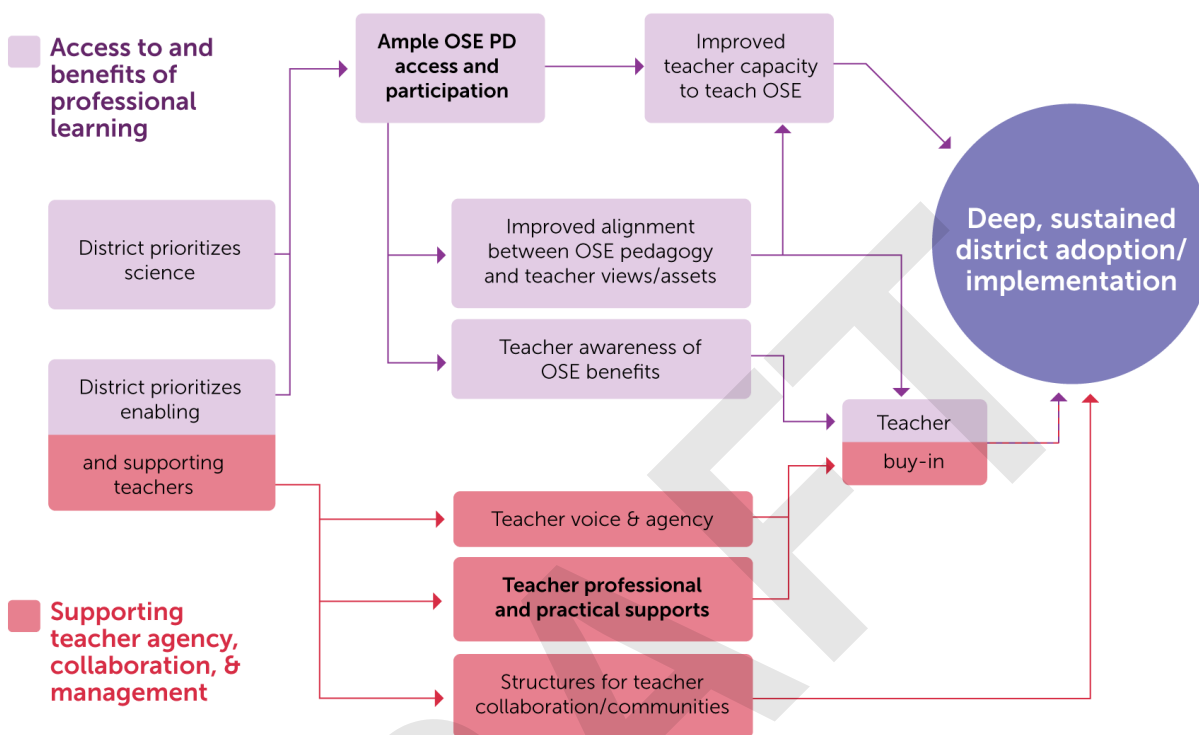 Access to and
benefits of
professional
learning
Ample OSE PD
access and
participation
Improved
teacher capacity
to teach OSE
District prioritizes
science
Improved alignment
between OSE pedagogy
and teacher views/assets
Deep, sustained
district adoption/
implementation
Teacher awareness of
OSE benefits
District prioritizes
enabling
and supporting
teachers
Teacher
buy-in
Teacher voice & agency
Teacher professional
and practical supports
Supporting
teacher agency,
collaboration, &
management
Structures for teacher
collaboration/communities
DRAFT